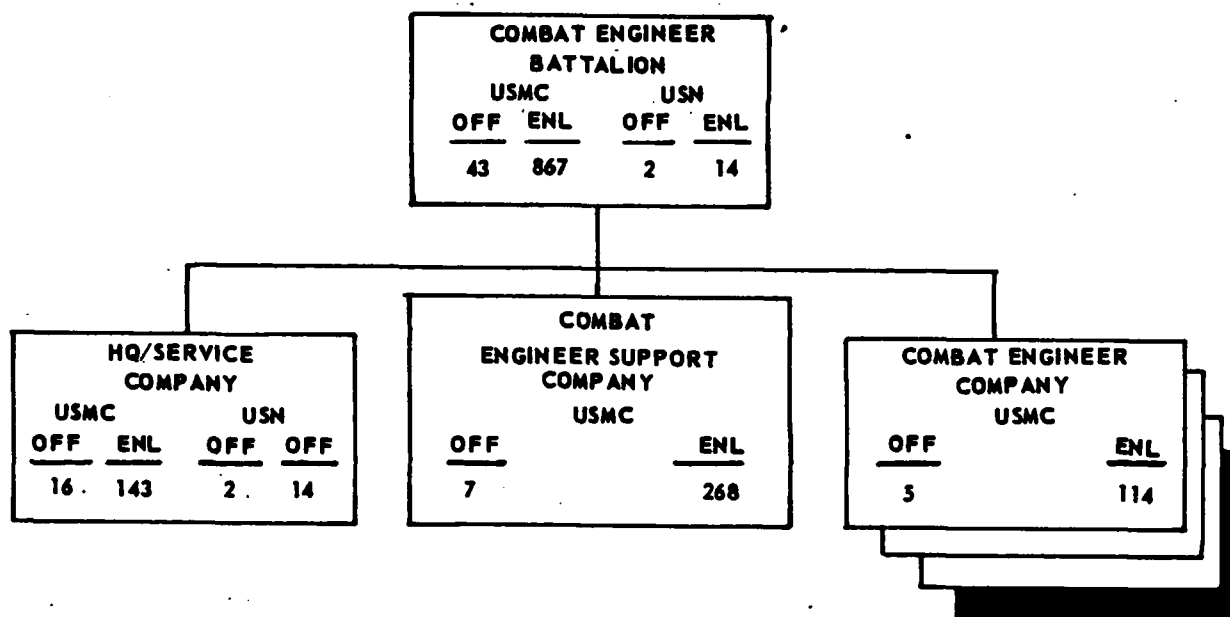 COMBAT ENGINEER
BATTALION
USMC USN
OFF ENL OFF ENL
43 867 2 14
HQ/SERVICE
COMPANY
USMC USN
OFF ENL OFF OFF
16 143 2 14
COMBAT
ENGINEER SUPPORT
COMPANY
USMC
OFF ENL
7 268
COMBAT ENGINEER
COMPANY
USMC
OFF ENL
5 114